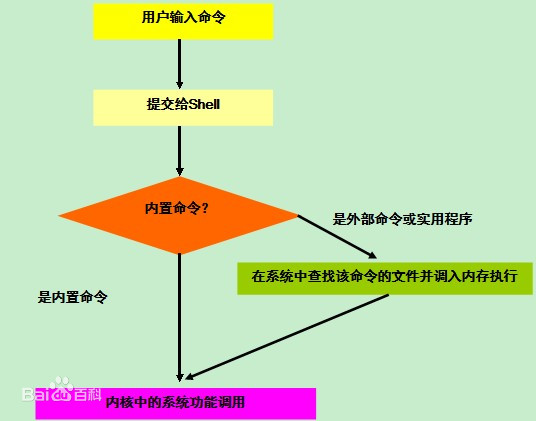 用户输入命令
提交给Shell
内置命令?
是外部命令或实用程序
在系统中查找该命令的文件并调入内存执行
是内置命令
Bai百科
内核中的系统功能调用